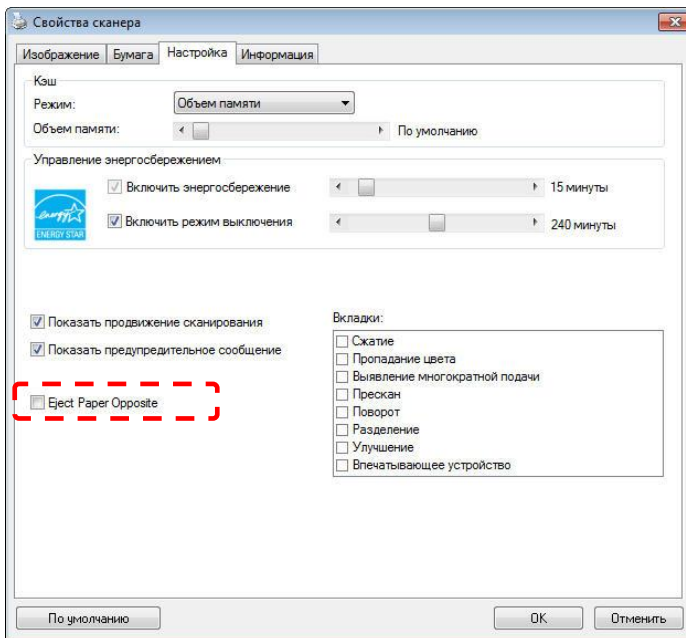 Свойства сканера
Изображение Бумага Настройка Информация
Кэш
Режим: Объем памяти
Объем памяти: По умолчанию
Управление энергосбережением
Включить энергосбережение 15 минуты
Включить режим выключения 240 минуты
energy
ENERGY STAR
Показать продвижение сканирования
Показать предупредительное сообщение
Eject Paper Opposite
Вкладки:
Сжатие
Пропадание цвета
Выявление многократной подачи
Прескан
Поворот
Разделение
Улучшение
Впечатывающее устройство
По умолчанию OK Отменить